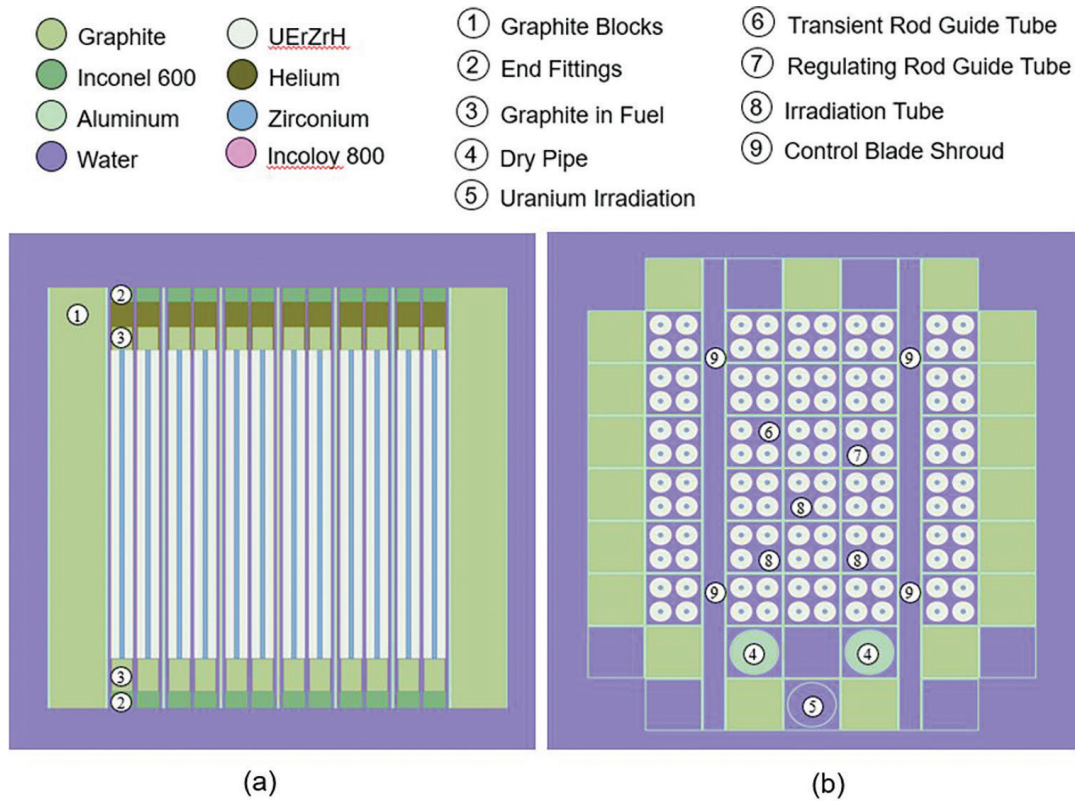 Graphite
Inconel 600
Aluminum
Water
UErZrH
Helium
Zirconium
Incoloy 800
1 Graphite Blocks
2 End Fittings
3 Graphite in Fuel
4 Dry Pipe
5 Uranium Irradiation
6 Transient Rod Guide Tube
7 Regulating Rod Guide Tube
8 Irradiation Tube
9 Control Blade Shroud
2
1
3
3
2
9 9
6
7
8
8 8
9 9
4 4
5
(a) (b)